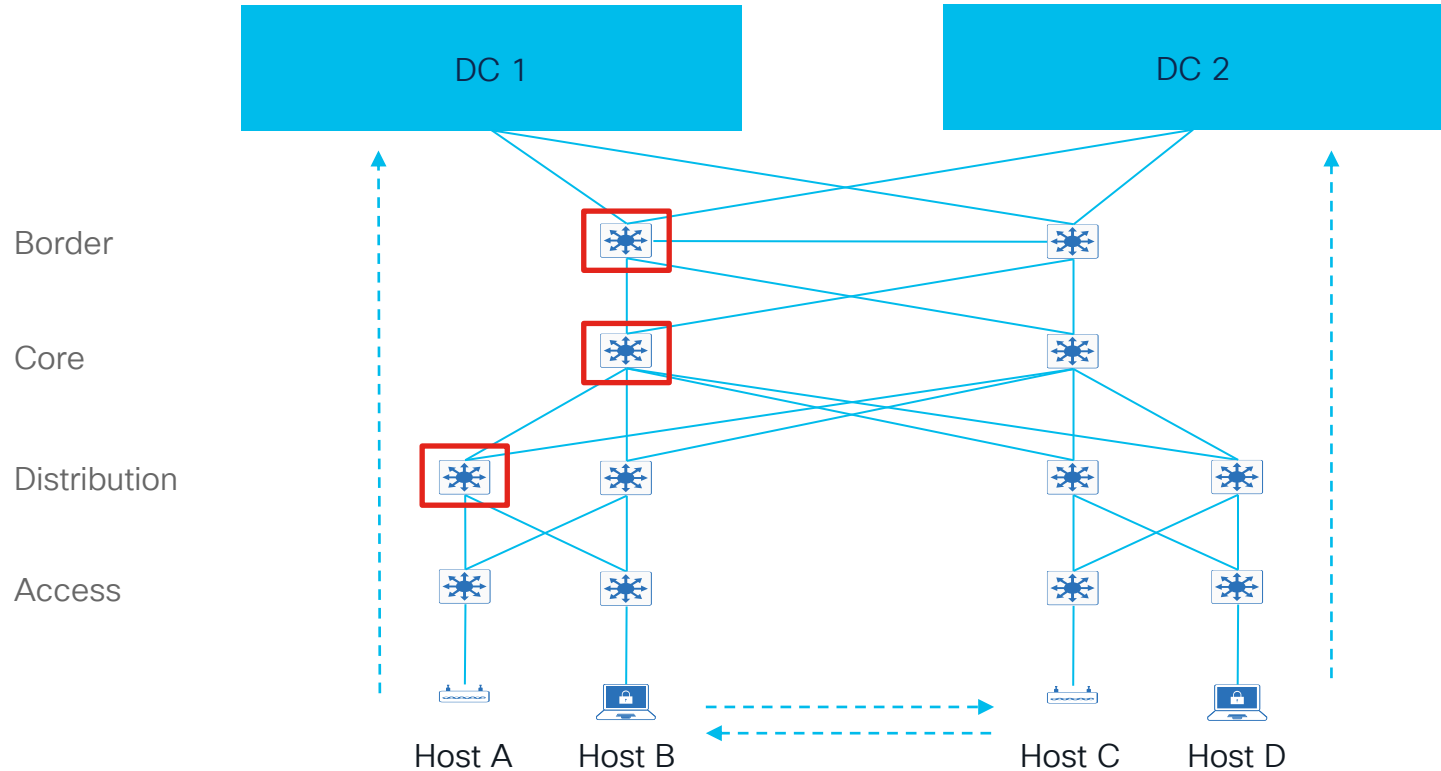 DC 1
DC 2
Border
Core
Distribution
Access
Host A
Host B
Host C
Host D